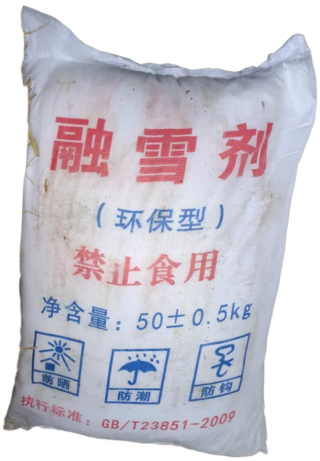 融雪剂
（环保型）
禁止食用
净含量：50±0.5kg
防晒 防潮 防钩
执行标准：GB/T23851-2009